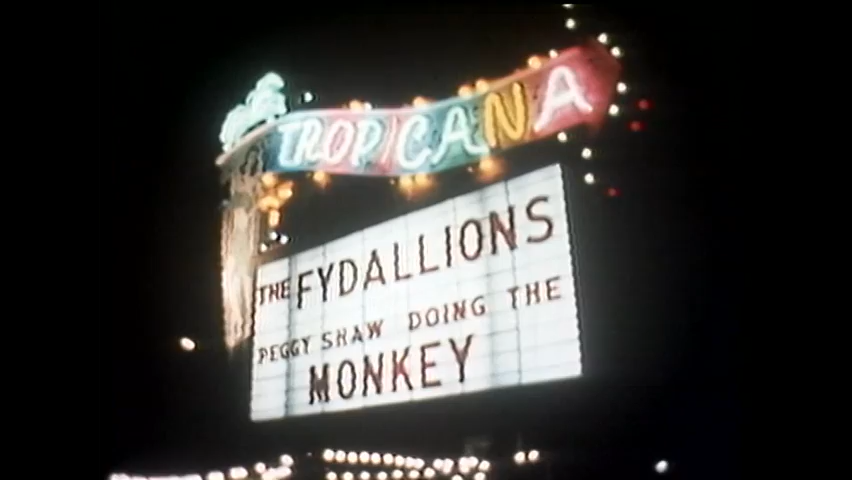 TROPICANA
THE FYDALLIONS
PEGGY SHAW DOING THE
MONKEY